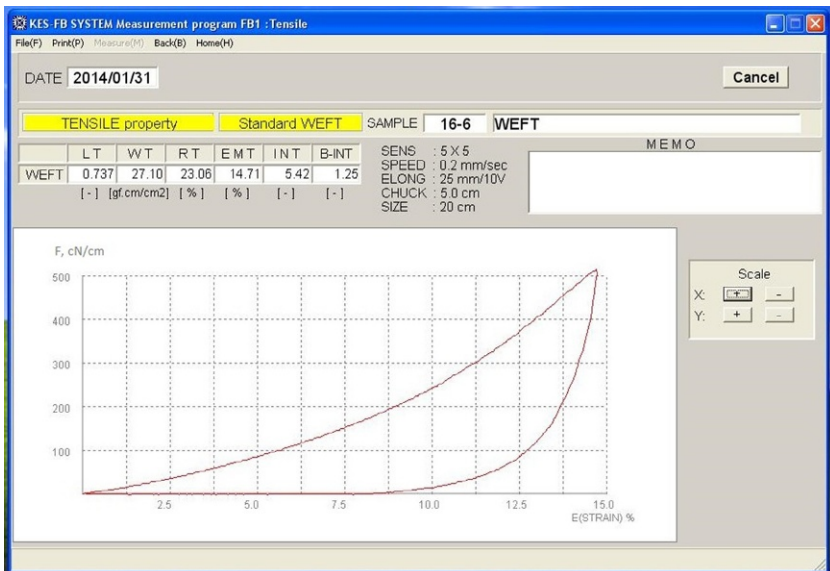 KES-FB SYSTEM Measurement program FB1 :Tensile
File(F) Print(P) Measure(M) Back(B) Home(H)
DATE 2014/01/31 Cancel
TENSILE property Standard WEFT SAMPLE 16-6 WEFT
LT WT RT EMT INT B-INT
WEFT 0.737 27.10 23.06 14.71 5.42 1.25
[ - ] [gf.cm/cm2] [ % ] [ % ] [ - ] [ - ]
SENS : 5 X 5
SPEED : 0.2 mm/sec
ELONG : 25 mm/10V
CHUCK : 5.0 cm
SIZE : 20 cm
MEMO
F, cN/cm
500
400
300
200
100
2.5 5.0 7.5 10.0 12.5 15.0
E(STRAIN) %
Scale
X: + -
Y: + -